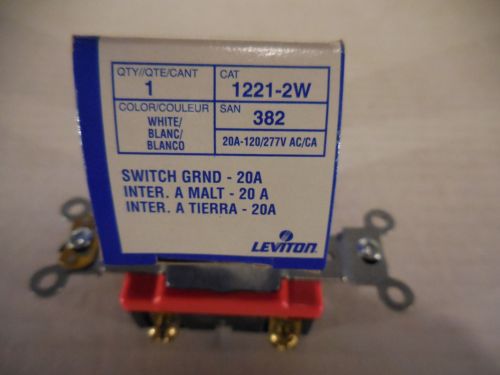 QTY//QTE/CANT
1
CAT
1221-2W
COLOR/COULEUR
WHITE/
BLANC/
BLANCO
SAN
382
20A-120/277V AC/CA
SWITCH GRND - 20A
INTER. A MALT - 20 A
INTER. A TIERRA - 20A
LEVITON